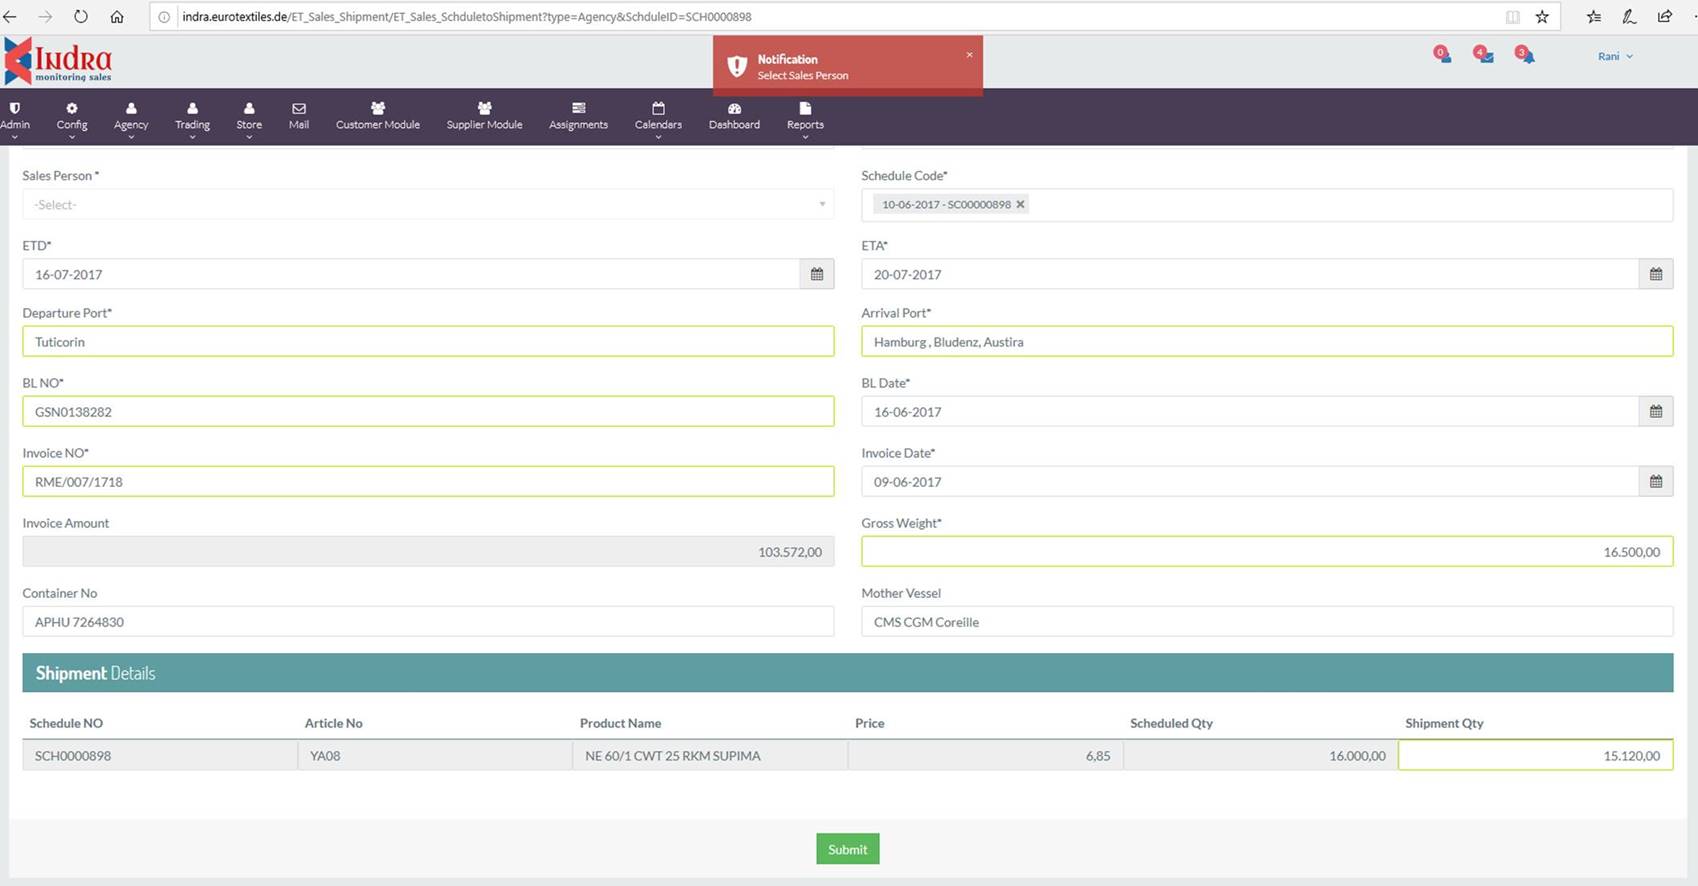 indra.eurotextiles.de/ET_Sales_Shipment/ET_Sales_SchduletoShipment?type=Agency&SchduleID=SCH0000898
INDRA
monitoring sales
Notification
Select Sales Person
×
0 4 3
Rani
Admin Config Agency Trading Store Mail Customer Module Supplier Module Assignments Calendars Dashboard Reports
Sales Person * Schedule Code*
-Select- 10-06-2017 - SC00000898 ×
ETD* ETA*
16-07-2017 20-07-2017
Departure Port* Arrival Port*
Tuticorin Hamburg , Bludenz, Austira
BL NO* BL Date*
GSN0138282 16-06-2017
Invoice NO* Invoice Date*
RME/007/1718 09-06-2017
Invoice Amount Gross Weight*
103.572,00 16.500,00
Container No Mother Vessel
APHU 7264830 CMS CGM Coreille
Shipment Details
Schedule NO Article No Product Name Price Scheduled Qty Shipment Qty
SCH0000898 YA08 NE 60/1 CWT 25 RKM SUPIMA 6,85 16.000,00 15.120,00
Submit